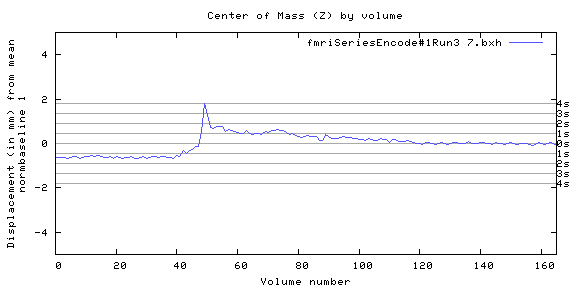 Center of Mass (Z) by volume
fmriSeriesEncode#1Run3 7.bxh
Displacement (in mm) from mean
normbaseline 1
4
2
0
-2
-4
4s
3s
2s
1s
0s
1s
2s
3s
4s
0 20 40 60 80 100 120 140 160
Volume number